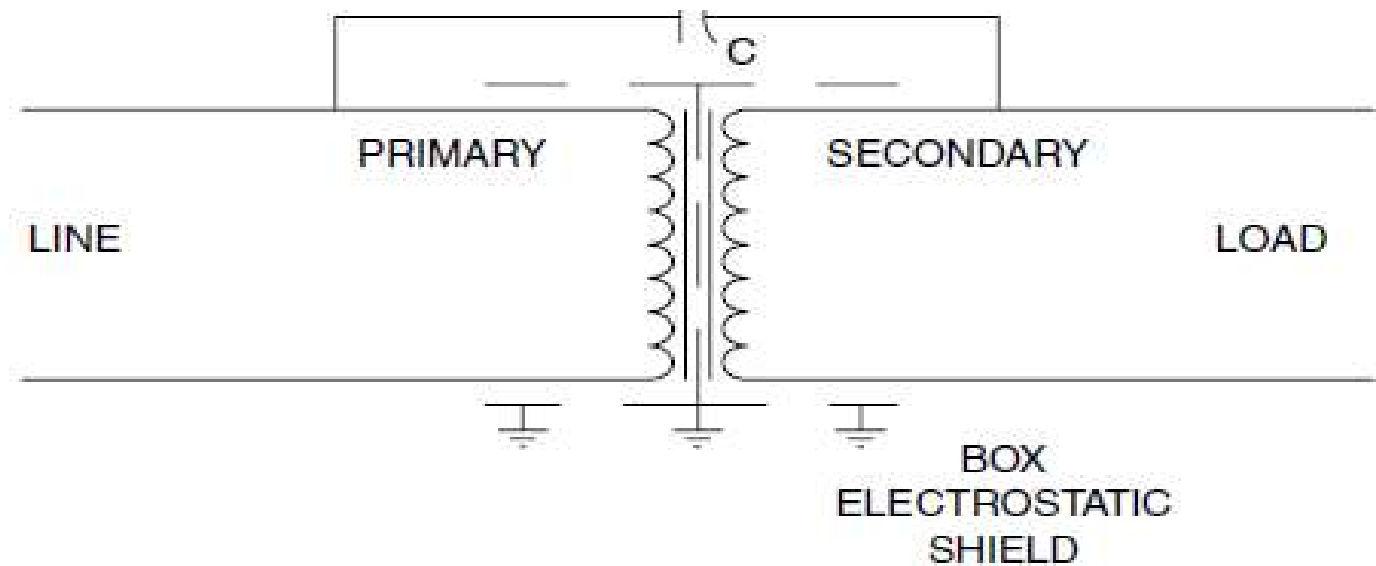 C
PRIMARY
SECONDARY
LINE
LOAD
BOX
ELECTROSTATIC
SHIELD